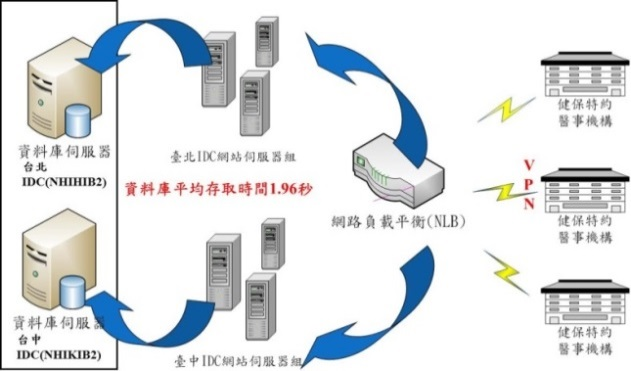 資料庫伺服器
台北
IDC(NHIHIB2)
臺北IDC網站伺服器組
資料庫平均存取時間1.96秒
網路負載平衡(NLB)
資料庫伺服器
台中
IDC(NHIKIB2)
臺中IDC網站伺服器組
V
P
N
健保特約
醫事機構
健保特約
醫事機構
健保特約
醫事機構